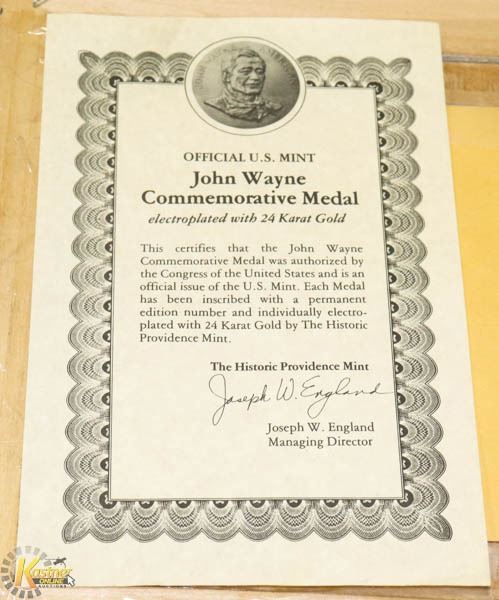 OFFICIAL U.S. MINT
John Wayne
Commemorative Medal
electroplated with 24 Karat Gold
This certifies that the John Wayne
Commemorative Medal was authorized by
the Congress of the United States and is an
official issue of the U.S. Mint. Each Medal
has been inscribed with a permanent
edition number and individually electro-
plated with 24 Karat Gold by The Historic
Providence Mint.
The Historic Providence Mint
Joseph W. England
Joseph W. England
Managing Director
Kastner
ONLINE
AUCTIONS